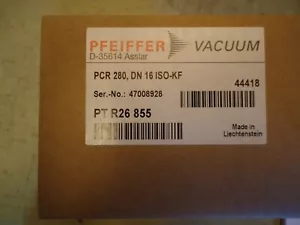 PFEIFFER VACUUM
D-35614 Asslar
PCR 280, DN 16 ISO-KF
44418
Ser.-No.: 47008928
PT R26 855
Made in
Liechtenstein